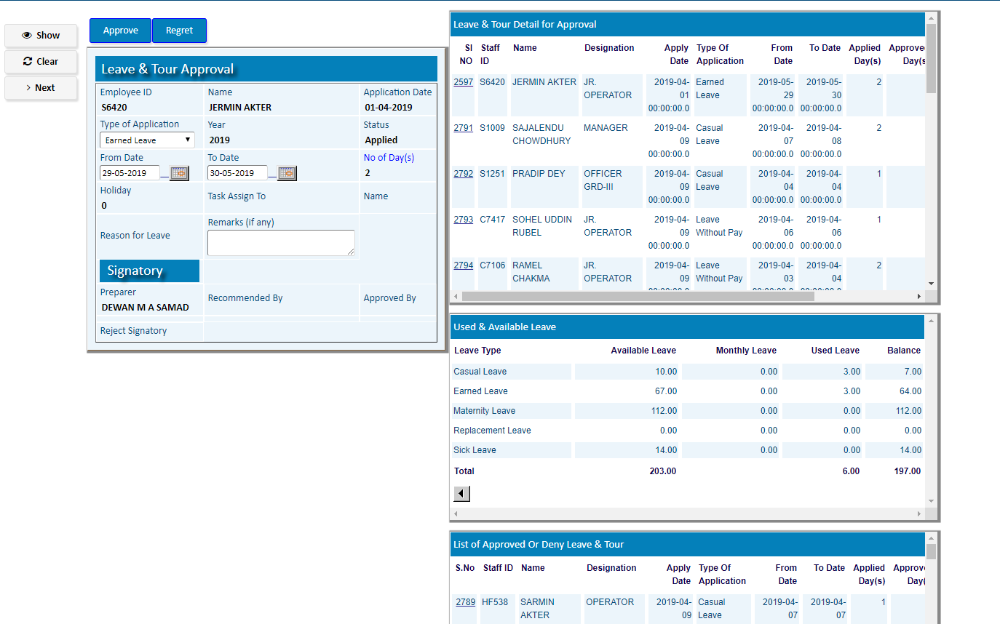 Show
Clear
Next
Approve Regret
Leave & Tour Approval
Employee ID Name Application Date
S6420 JERMIN AKTER 01-04-2019
Type of Application Year Status
Earned Leave 2019 Applied
From Date To Date No of Day(s)
29-05-2019 30-05-2019 2
Holiday Task Assign To Name
0
Reason for Leave Remarks (if any)
Signatory
Preparer Recommended By Approved By
DEWAN M A SAMAD
Reject Signatory
Leave & Tour Detail for Approval
Sl Staff Name Designation Apply Type Of From To Date Applied Approved
NO ID Date Application Date Day(s) Day(s
2597 S6420 JERMIN AKTER JR. 2019-04- Earned 2019-05- 2019-05- 2
OPERATOR 01 Leave 29 30
00:00:00.0 00:00:00.0 00:00:00.0
2791 S1009 SAJALENDU MANAGER 2019-04- Casual 2019-04- 2019-04- 2
CHOWDHURY 09 Leave 07 08
00:00:00.0 00:00:00.0 00:00:00.0
2792 S1251 PRADIP DEY OFFICER 2019-04- Casual 2019-04- 2019-04- 1
GRD-III 09 Leave 04 04
00:00:00.0 00:00:00.0 00:00:00.0
2793 C7417 SOHEL UDDIN JR. 2019-04- Leave 2019-04- 2019-04- 1
RUBEL OPERATOR 09 Without Pay 06 06
00:00:00.0 00:00:00.0 00:00:00.0
2794 C7106 RAMEL JR. 2019-04- Leave 2019-04- 2019-04- 2
CHAKMA OPERATOR 09 Without Pay 03 04
Used & Available Leave
Leave Type Available Leave Monthly Leave Used Leave Balance
Casual Leave 10.00 0.00 3.00 7.00
Earned Leave 67.00 0.00 3.00 64.00
Maternity Leave 112.00 0.00 0.00 112.00
Replacement Leave 0.00 0.00 0.00 0.00
Sick Leave 14.00 0.00 0.00 14.00
Total 203.00 6.00 197.00
List of Approved Or Deny Leave & Tour
S.No Staff ID Name Designation Apply Type Of From To Date Applied Approv
Date Application Date Day(s) Day(
2789 HF538 SARMIN OPERATOR 2019-04- Casual 2019-04- 2019-04- 1
AKTER 09 Leave 07 07